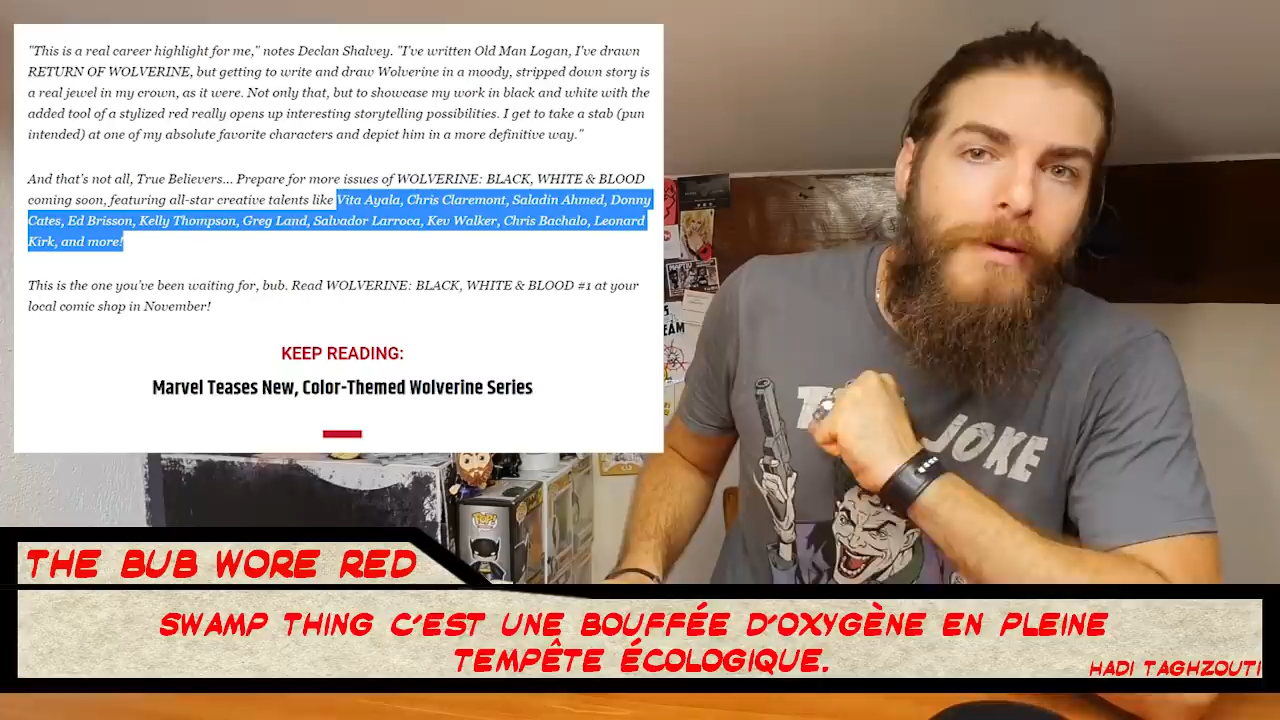 "This is a real career highlight for me," notes Declan Shalvey. "I've written Old Man Logan, I've drawn
RETURN OF WOLVERINE, but getting to write and draw Wolverine in a moody, stripped down story is
a real jewel in my crown, as it were. Not only that, but to showcase my work in black and white with the
added tool of a stylized red really opens up interesting storytelling possibilities. I get to take a stab (pun
intended) at one of my absolute favorite characters and depict him in a more definitive way."
And that's not all, True Believers... Prepare for more issues of WOLVERINE: BLACK, WHITE & BLOOD
coming soon, featuring all-star creative talents like Vita Ayala, Chris Claremont, Saladin Ahmed, Donny
Cates, Ed Brisson, Kelly Thompson, Greg Land, Salvador Larroca, Kev Walker, Chris Bachalo, Leonard
Kirk, and more!
This is the one you've been waiting for, bub. Read WOLVERINE: BLACK, WHITE & BLOOD #1 at your
local comic shop in November!
KEEP READING:
Marvel Teases New, Color-Themed Wolverine Series
JOKE
POP!
THE BUB WORE RED
SWAMP THING C'EST UNE BOUFFÉE D'OXYGÈNE EN PLEINE
TEMPÊTE ÉCOLOGIQUE.
HADI TAGHZOUTI